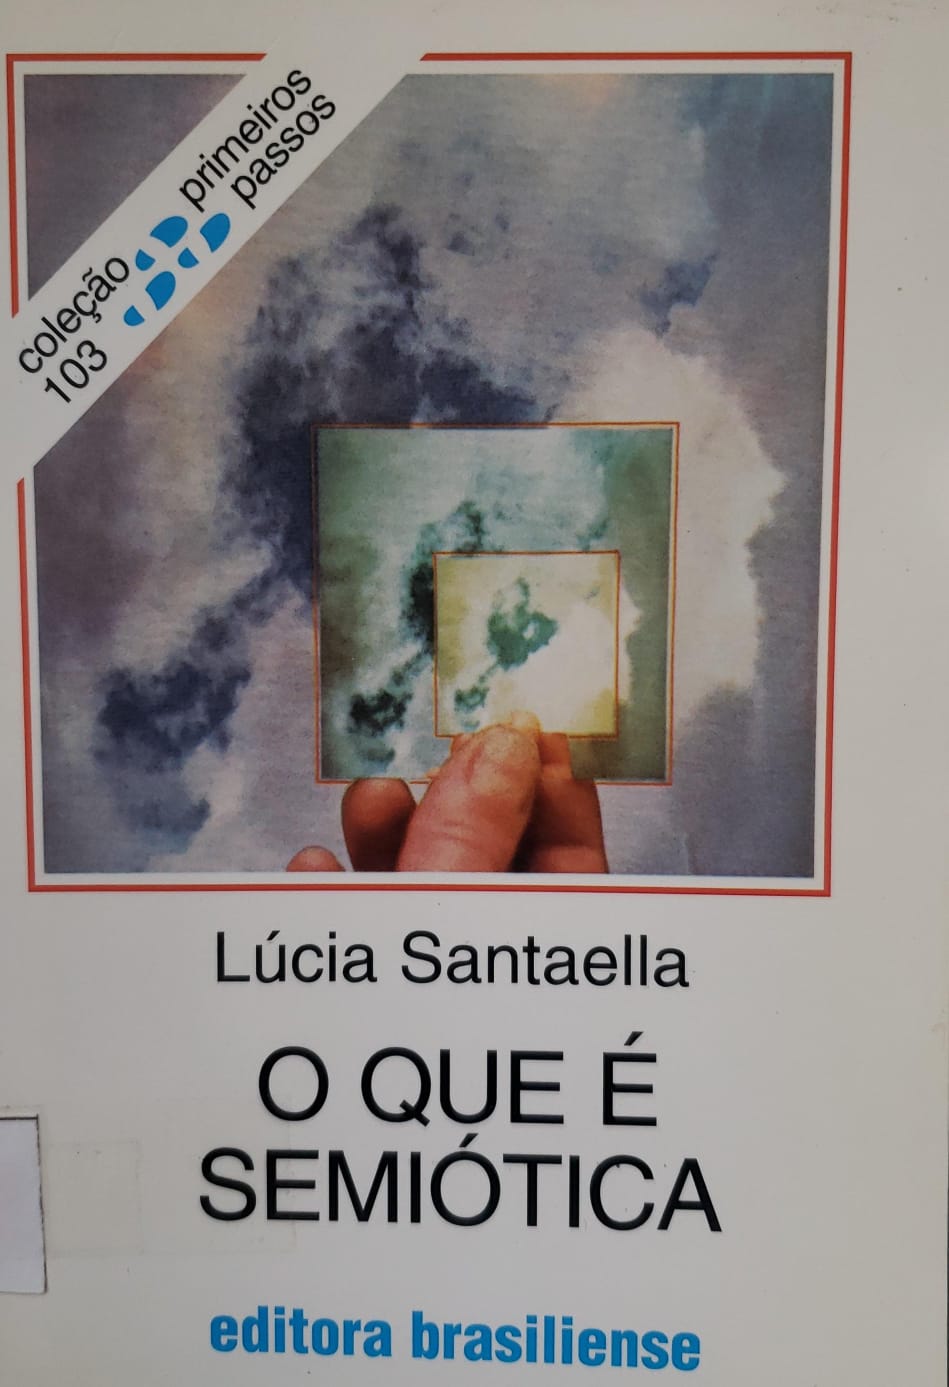 coleção primeiros
103 passos
Lúcia Santaella
O QUE É
SEMIÓTICA
editora brasiliense